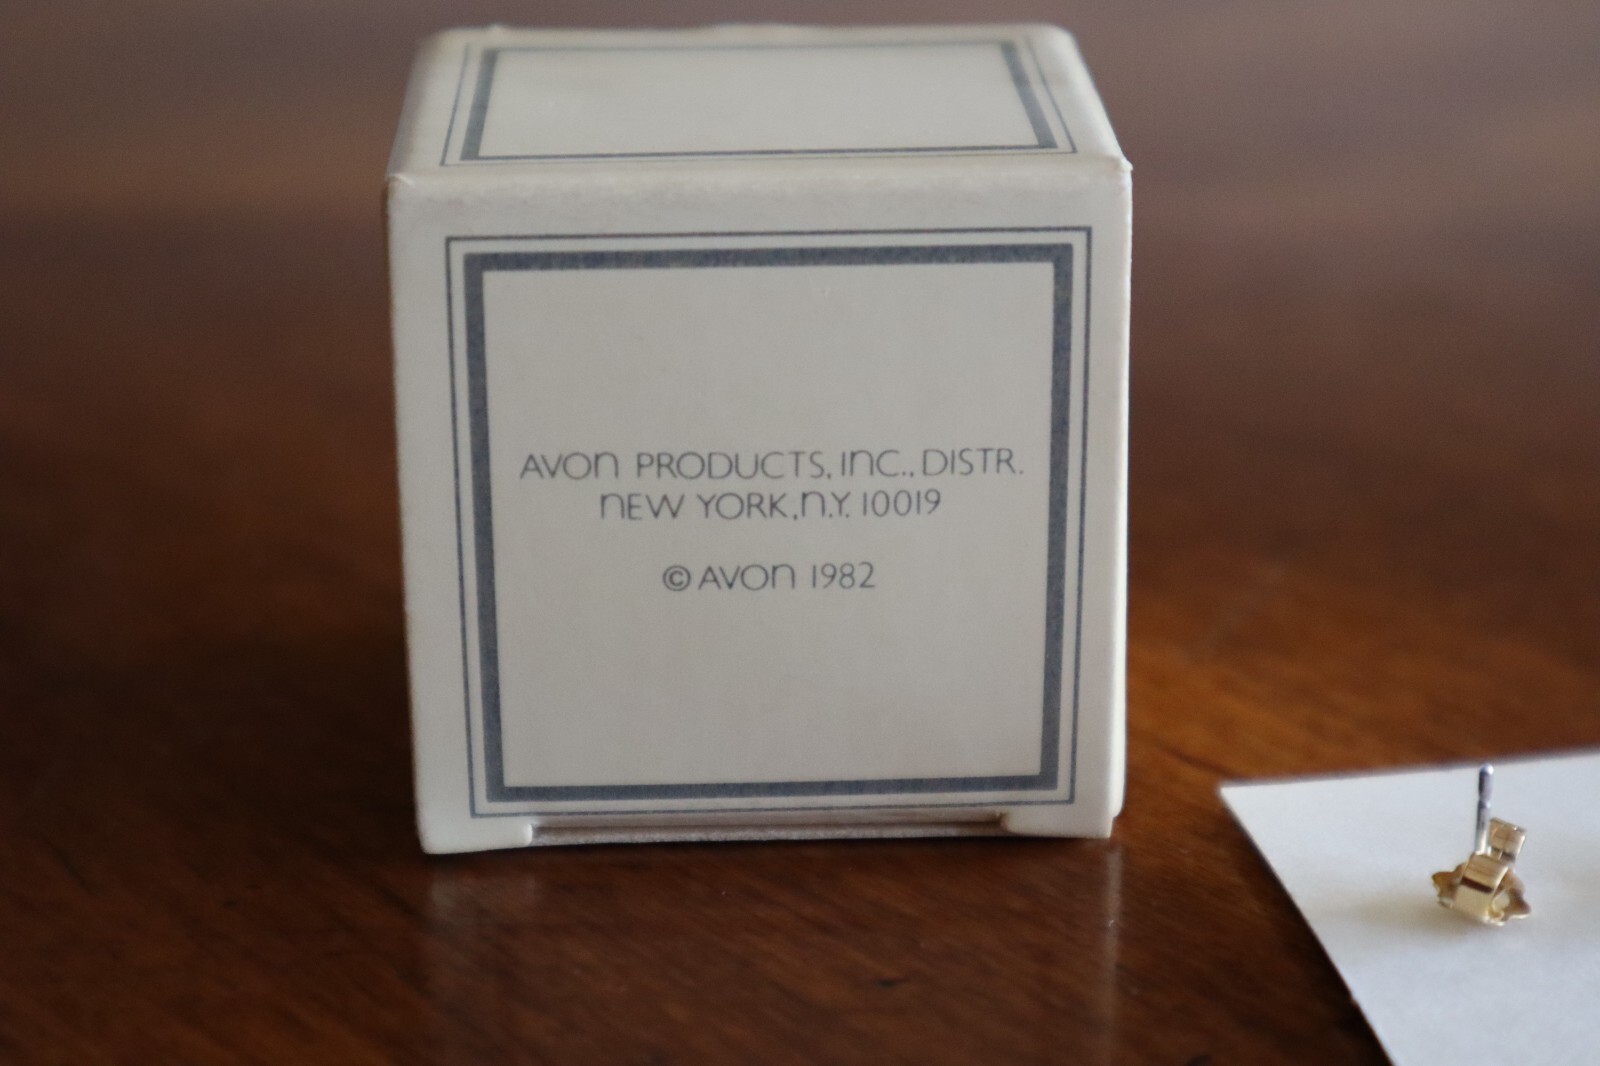 AVON PRODUCTS, INC., DISTR.
NEW YORK, N.Y. 10019
© AVON 1982